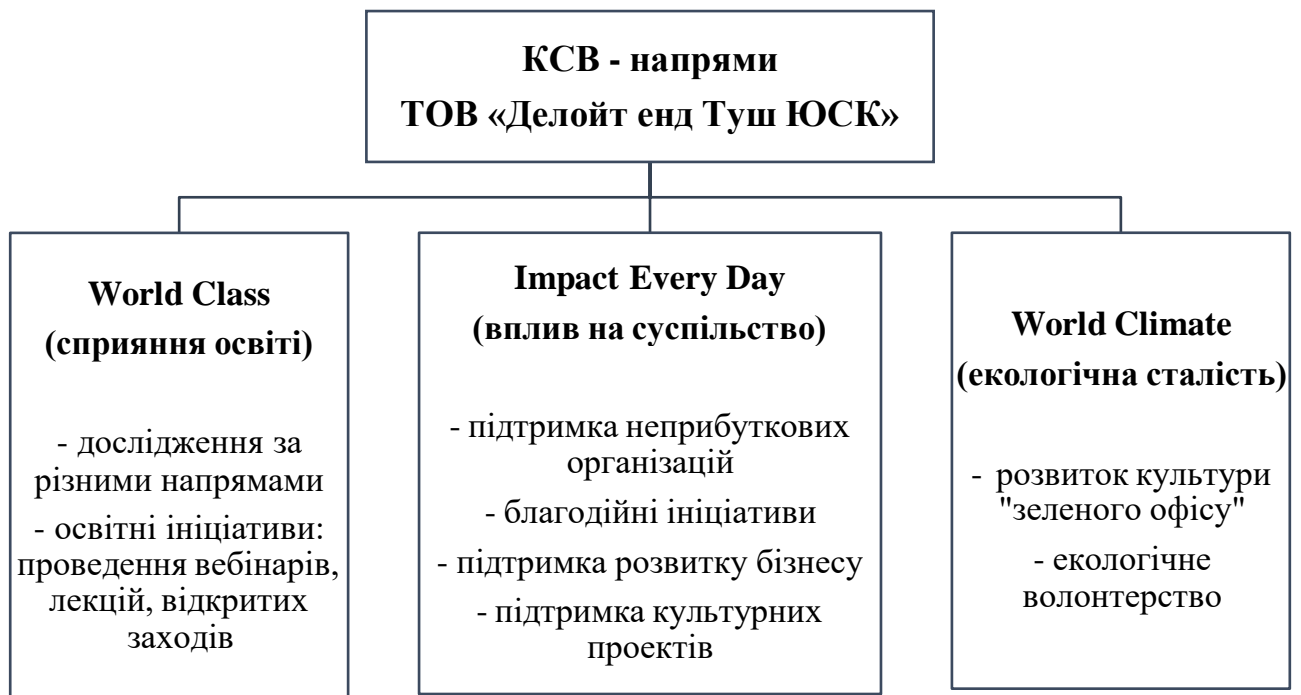 КСВ - напрями
ТОВ «Делойт енд Туш ЮСК»
World Class
(сприяння освіті)
- дослідження за
різними напрямами
- освітні ініціативи:
проведення вебінарів,
лекцій, відкритих
заходів
Impact Every Day
(вплив на суспільство)
- підтримка неприбуткових
організацій
- благодійні ініціативи
- підтримка розвитку бізнесу
- підтримка культурних
проектів
World Climate
(екологічна сталість)
- розвиток культури
"зеленого офісу"
- екологічне
волонтерство